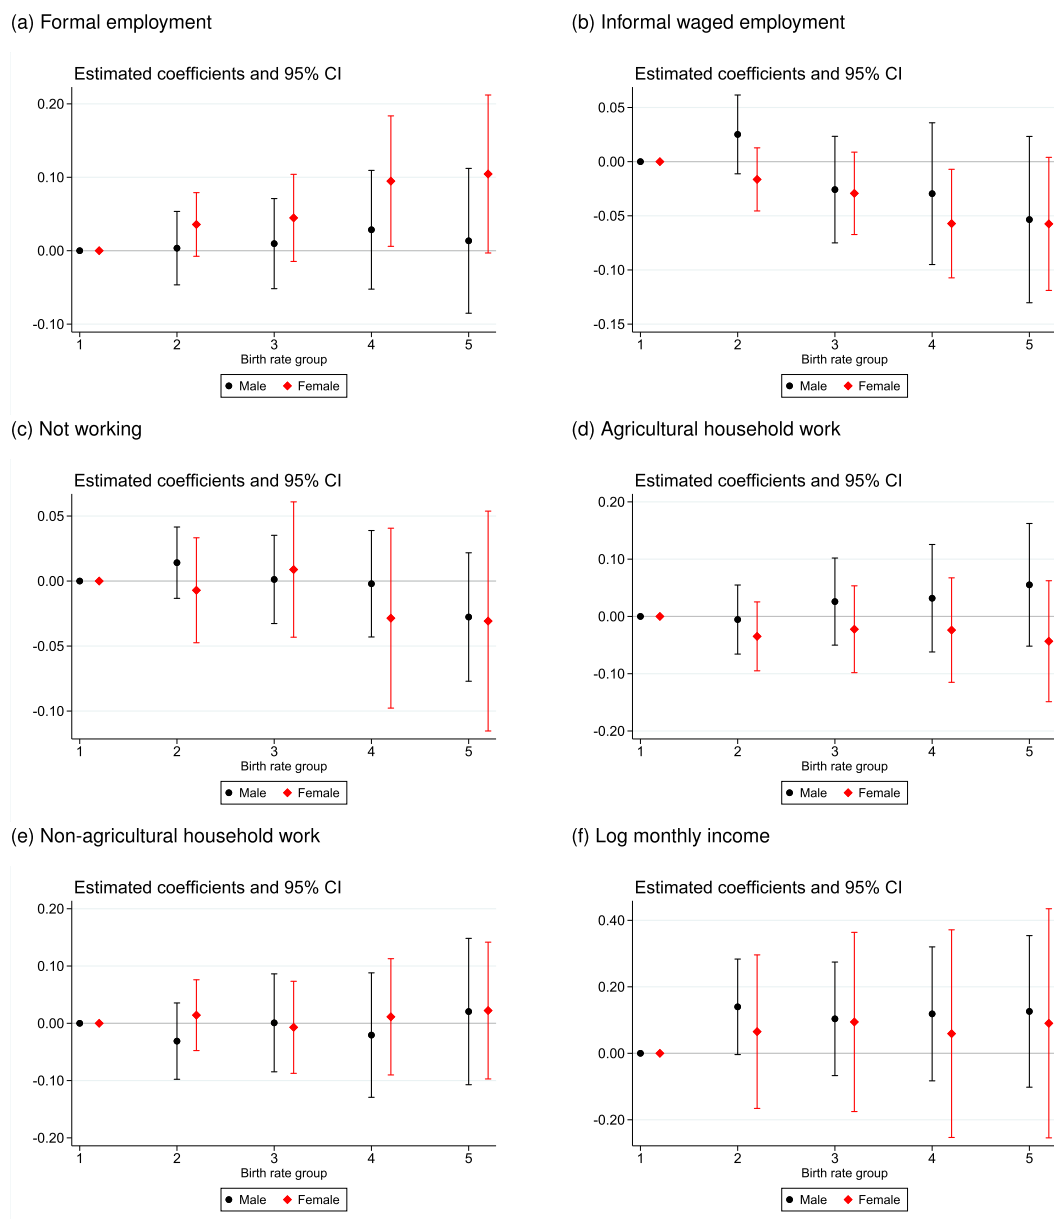 (a) Formal employment
Estimated coefficients and 95% CI
0.20
0.10
0.00
-0.10
1 2 3 4 5
Birth rate group
Male Female
(b) Informal waged employment
Estimated coefficients and 95% CI
0.05
0.00
-0.05
-0.10
-0.15
1 2 3 4 5
Birth rate group
Male Female
(c) Not working
Estimated coefficients and 95% CI
0.05
0.00
-0.05
-0.10
1 2 3 4 5
Birth rate group
Male Female
(d) Agricultural household work
Estimated coefficients and 95% CI
0.20
0.10
0.00
-0.10
-0.20
1 2 3 4 5
Birth rate group
Male Female
(e) Non-agricultural household work
Estimated coefficients and 95% CI
0.20
0.10
0.00
-0.10
-0.20
1 2 3 4 5
Birth rate group
Male Female
(f) Log monthly income
Estimated coefficients and 95% CI
0.40
0.20
0.00
-0.20
1 2 3 4 5
Birth rate group
Male Female